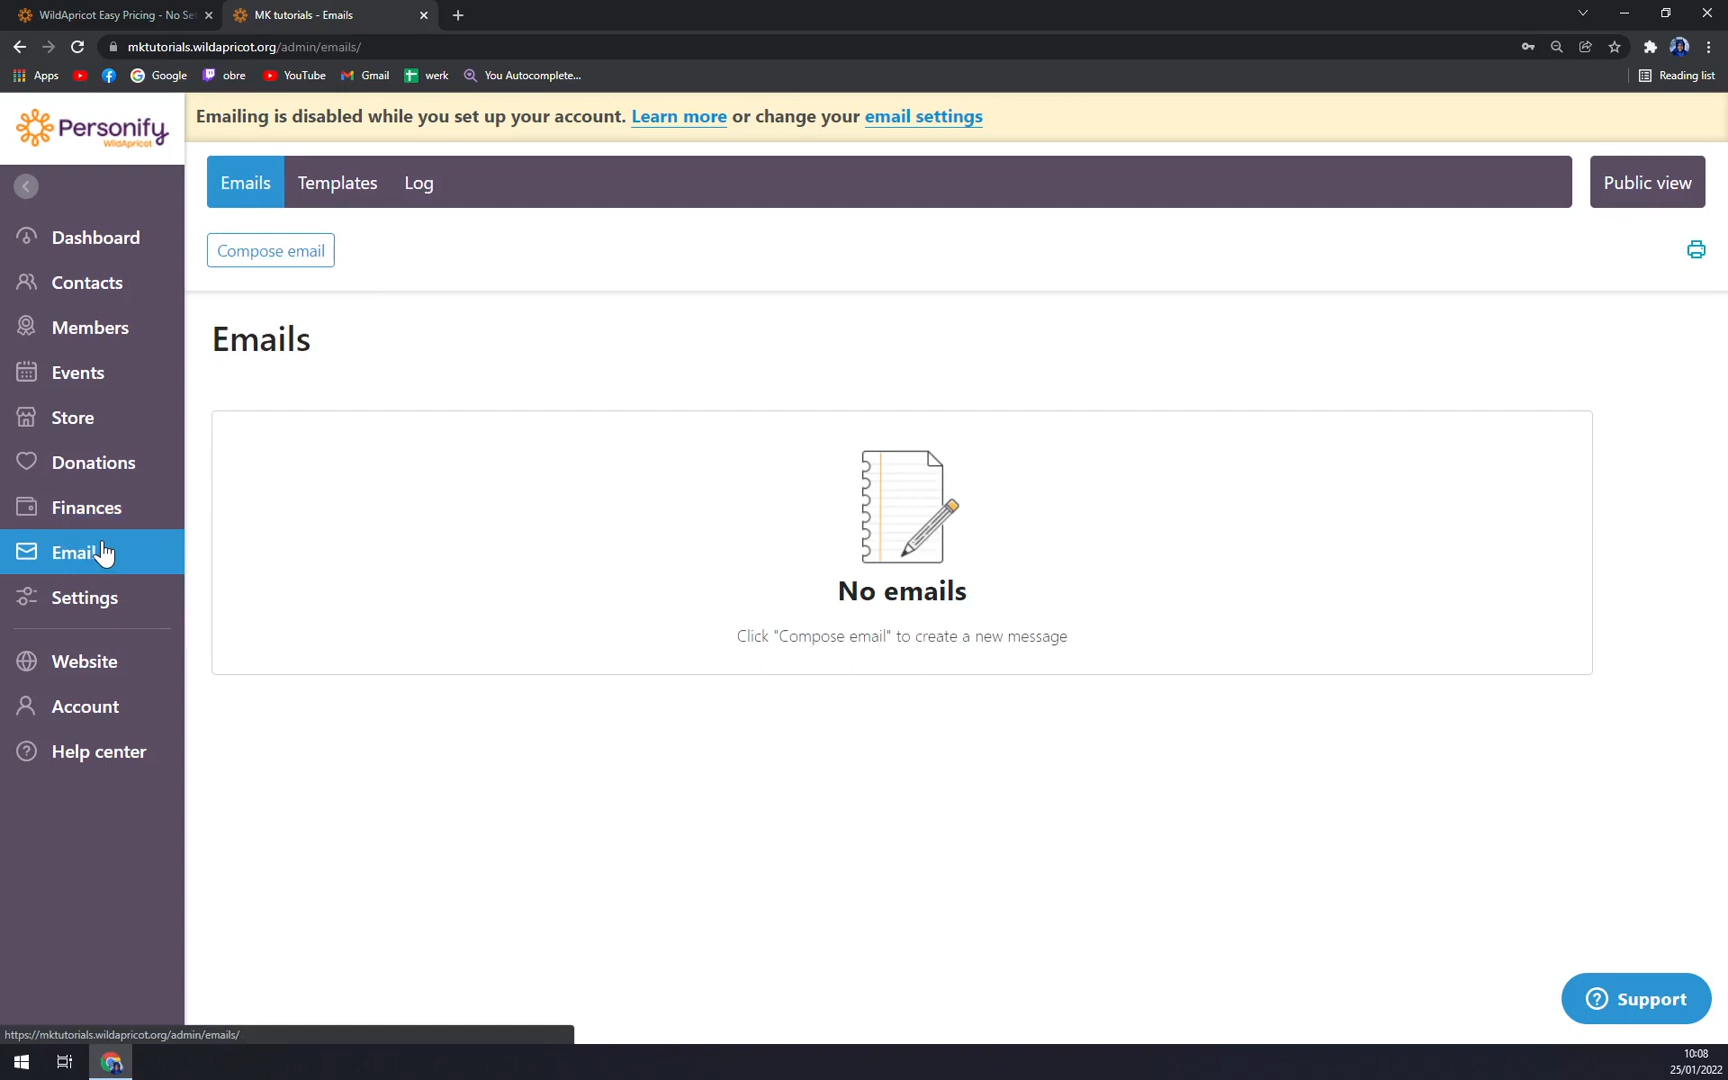 WildApricot Easy Pricing - No Se
MK tutorials - Emails
mktutorials.wildapricot.org/admin/emails/
Apps
Google
obre
YouTube
Gmail
werk
You Autocomplete...
Reading list
Personify
WildApricot
Emailing is disabled while you set up your account. Learn more or change your email settings
Emails
Templates
Log
Public view
Compose email
Dashboard
Contacts
Members
Events
Store
Donations
Finances
Email
Settings
Website
Account
Help center
Emails
No emails
Click "Compose email" to create a new message
Support
https://mktutorials.wildapricot.org/admin/emails/
10:08
25/01/2022